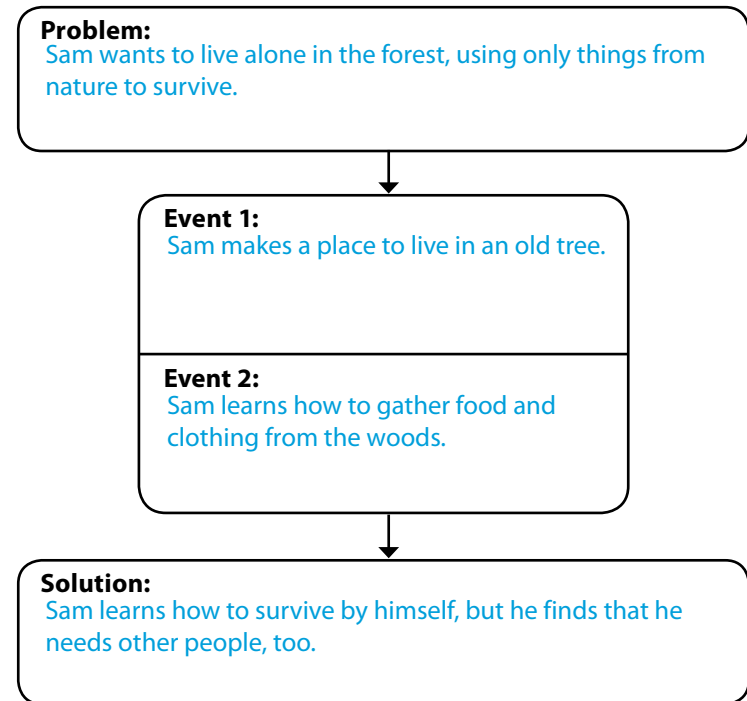 Problem:
Sam wants to live alone in the forest, using only things from
nature to survive.
Event 1:
Sam makes a place to live in an old tree.
Event 2:
Sam learns how to gather food and
clothing from the woods.
Solution:
Sam learns how to survive by himself, but he finds that he
needs other people, too.